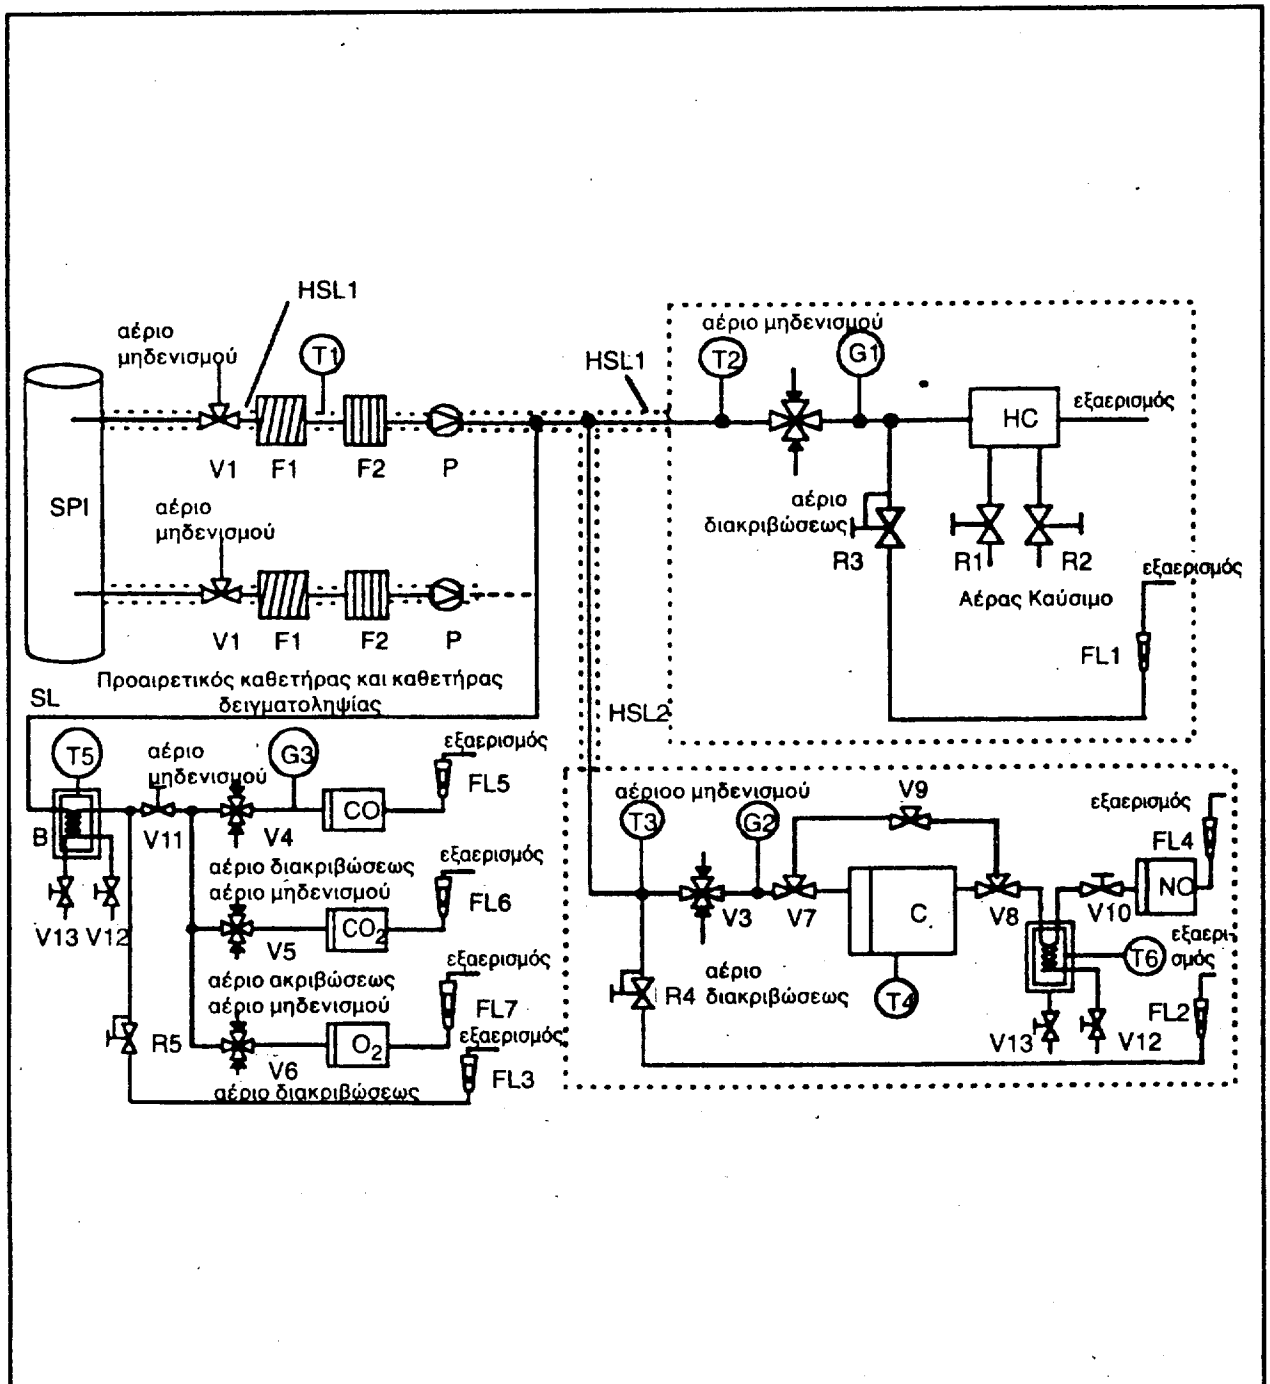 HSL1
αέριο
μηδενισμού
T1
HSL1
αέριο μηδενισμού
T2
G1
HC
εξαερισμός
V1
F1
F2
P
SPI
αέριο
μηδενισμού
αέριο
διακριβώσεως
R3
R1
R2
Αέρας Καύσιμο
εξαερισμός
FL1
V1
F1
F2
P
Προαιρετικός καθετήρας και καθετήρας
δειγματοληψίας
SL
HSL2
T5
αέριο
μηδενισμού
G3
εξαερισμός
FL5
CO
B
V11
V4
αέριο διακριβώσεως
αέριο μηδενισμού
εξαερισμός
FL6
CO2
V13
V12
V5
αέριο ακριβώσεως
αέριο μηδενισμού
εξαερισμός
FL7
O2
R5
V6
αέριο διακριβώσεως
εξαερισμός
FL3
αέριοο μηδενισμού
T3
G2
V9
εξαερισμός
FL4
NO
V3
V7
C
V8
V10
T6
εξαερι-
σμός
R4
αέριο
διακριβώσεως
T4
FL2
V13
V12